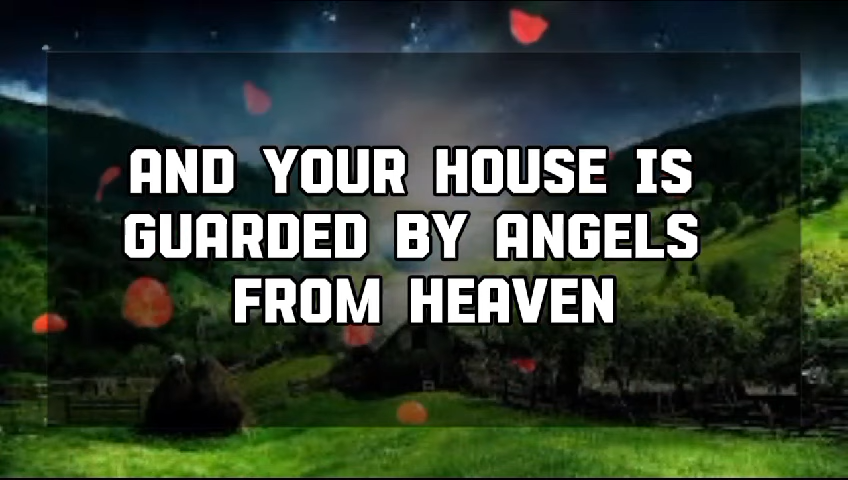 AND YOUR HOUSE IS
GUARDED BY ANGELS
FROM HEAVEN